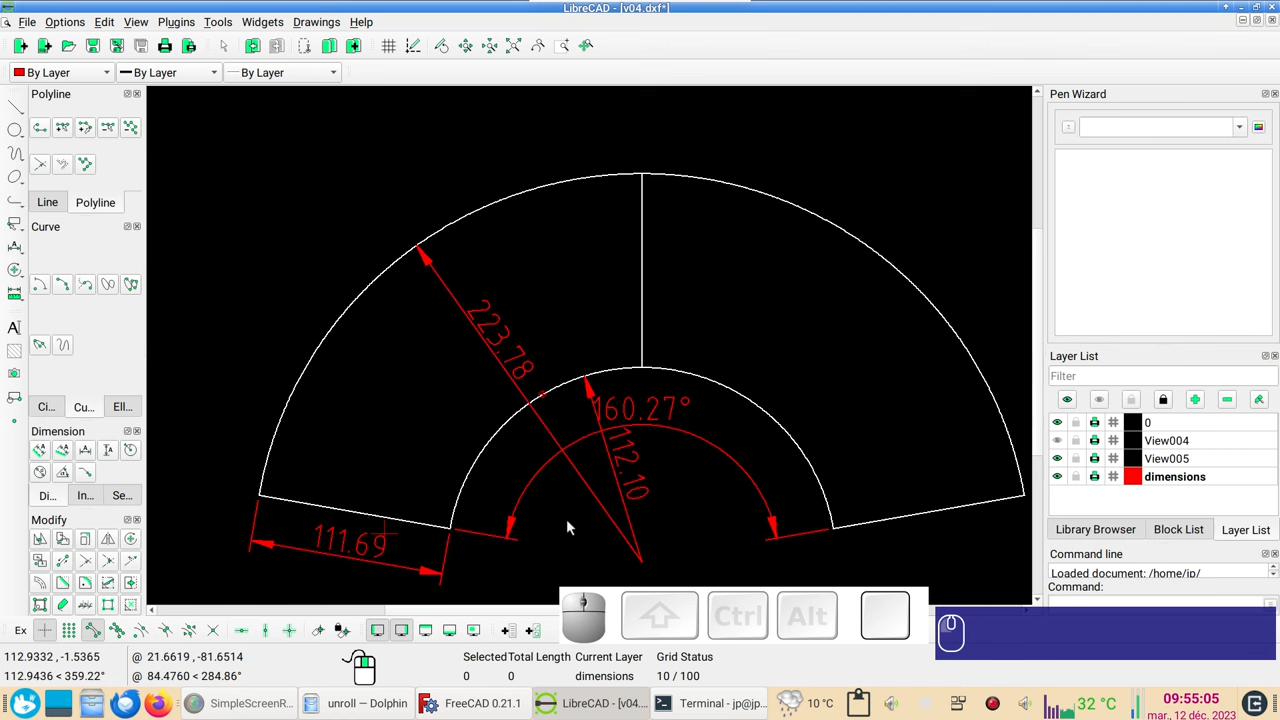 LibreCAD - [v04.dxf*]
File Options Edit View Plugins Tools Widgets Drawings Help
By Layer By Layer By Layer
Polyline
Line Polyline
Curve
Ci... Cu... Ell...
Dimension
Di... In... Se...
Modify
Ex
223.78
160.27°
112.10
111.69
Pen Wizard
Layer List
Filter
0
View004
View005
dimensions
Library Browser Block List Layer List
Command line
Loaded document: /home/jp/
Command:
Ctrl Alt
112.9332 , -1.5365
112.9436 < 359.22°
@ 21.6619 , -81.6514
@ 84.4760 < 284.86°
Selected Total Length Current Layer Grid Status
0 0 dimensions 10 / 100
SimpleScreenR... unroll — Dolphin FreeCAD 0.21.1 LibreCAD - [v04... Terminal - jp@jp... 10 °C 32 °C
09:55:05
mar., 12 déc. 2023